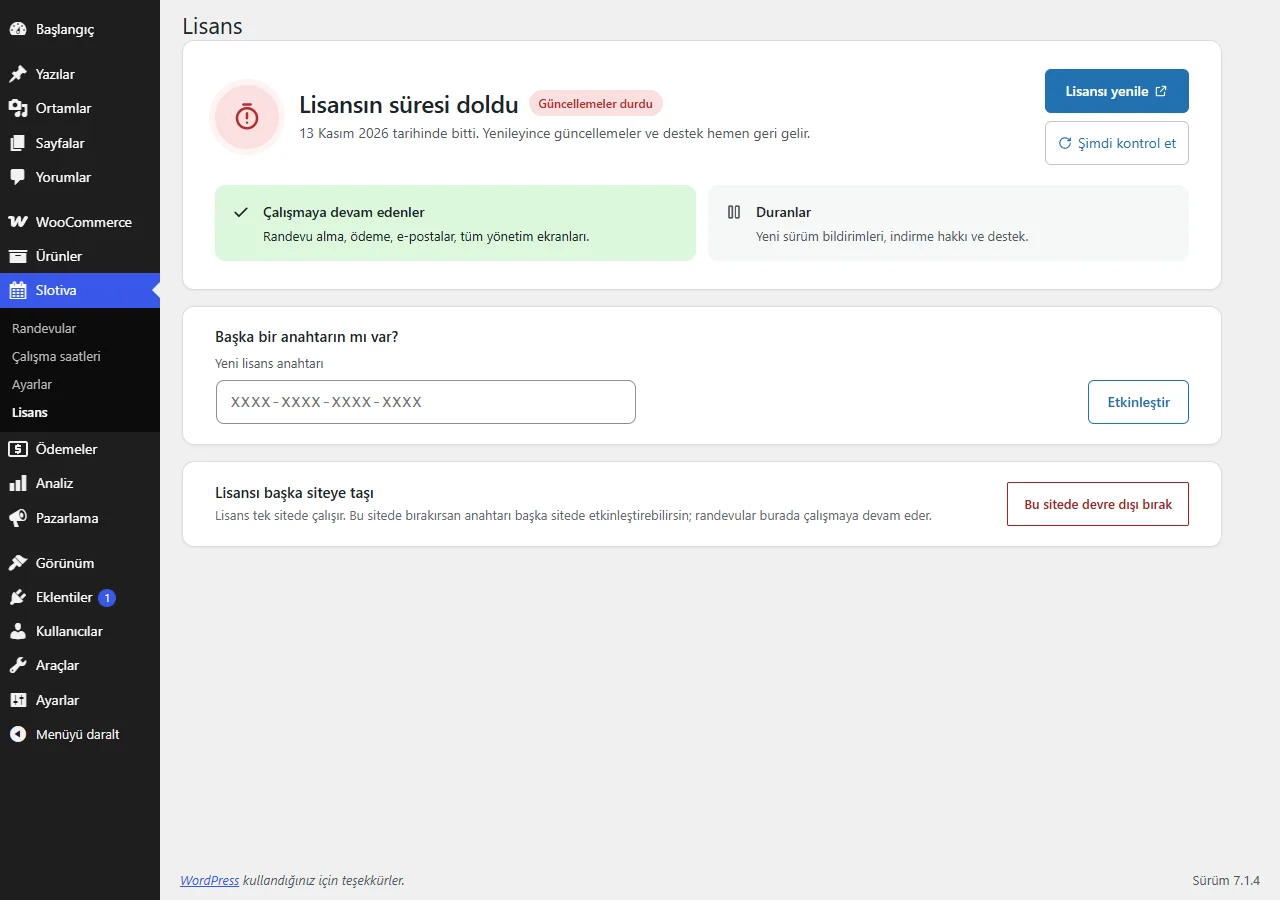 Başlangıç
Yazılar
Ortamlar
Sayfalar
Yorumlar
WooCommerce
Ürünler
Slotiva
Randevular
Çalışma saatleri
Ayarlar
Lisans
Ödemeler
Analiz
Pazarlama
Görünüm
Eklentiler 1
Kullanıcılar
Araçlar
Ayarlar
Menüyü daralt
Lisans
Lisansın süresi doldu Güncellemeler durdu
13 Kasım 2026 tarihinde bitti. Yenileyince güncellemeler ve destek hemen geri gelir.
Lisansı yenile
Şimdi kontrol et
Çalışmaya devam edenler
Randevu alma, ödeme, e-postalar, tüm yönetim ekranları.
Duranlar
Yeni sürüm bildirimleri, indirme hakkı ve destek.
Başka bir anahtarın mı var?
Yeni lisans anahtarı
XXXX-XXXX-XXXX-XXXX
Etkinleştir
Lisansı başka siteye taşı
Lisans tek sitede çalışır. Bu sitede bırakırsan anahtarı başka sitede etkinleştirebilirsin; randevular burada çalışmaya devam eder.
Bu sitede devre dışı bırak
WordPress kullandığınız için teşekkürler.
Sürüm 7.1.4